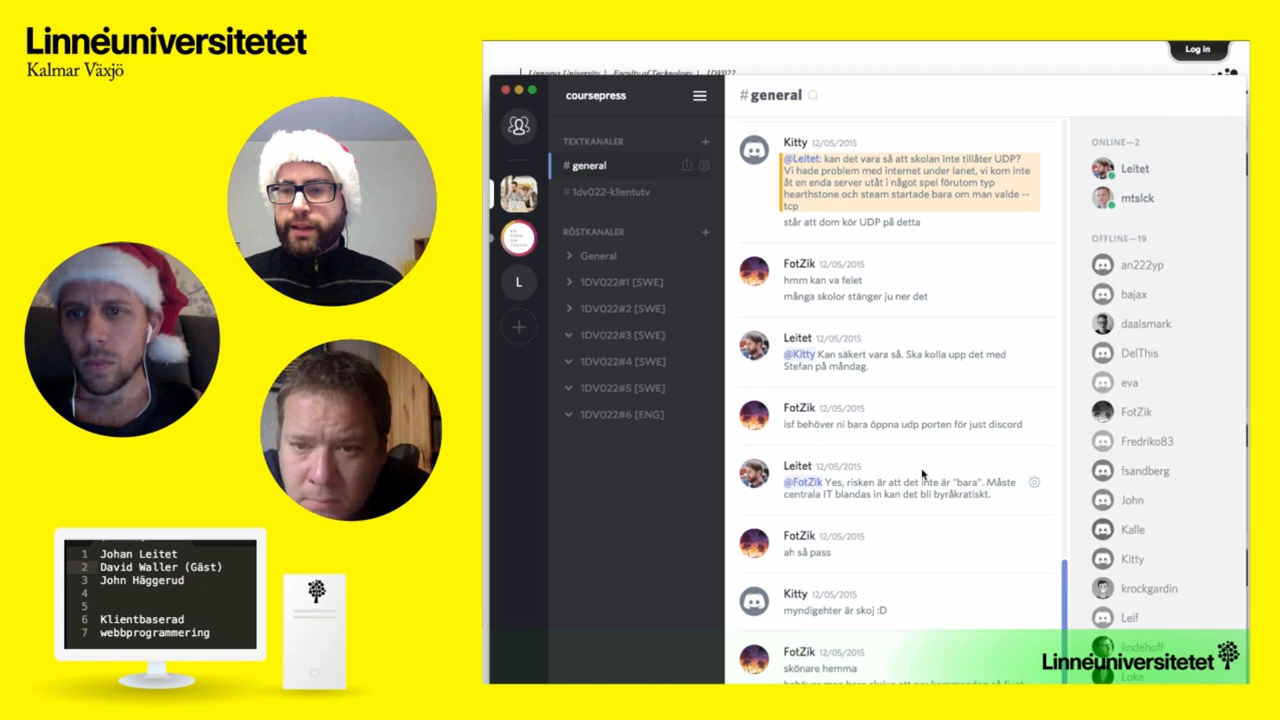 Linnéuniversitetet
Kalmar Växjö
1 Johan Leitet
2 David Waller (Gäst)
3 John Häggerud
4
5
6 Klientbaserad
7 webbprogrammering
Log in
Linnaeus University | Faculty of Technology | 1DV022
coursepress
TEXTKANALER
# general
# 1dv022-klientutv
RÖSTKANALER
General
1DV022#1 [SWE]
1DV022#2 [SWE]
1DV022#3 [SWE]
1DV022#4 [SWE]
1DV022#5 [SWE]
1DV022#6 [ENG]
L
#general
Kitty 12/05/2015
@Leitet: kan det vara så att skolan inte tillåter UDP?
Vi hade problem med internet under lanet, vi kom inte
åt en enda server utåt i något spel förutom typ
hearthstone och steam startade bara om man valde --
tcp
står att dom kör UDP på detta
FotZik 12/05/2015
hmm kan va felet
många skolor stänger ju ner det
Leitet 12/05/2015
@Kitty Kan säkert vara så. Ska kolla upp det med
Stefan på måndag.
FotZik 12/05/2015
isf behöver ni bara öppna udp porten för just discord
Leitet 12/05/2015
@FotZik Yes, risken är att det inte är "bara". Måste
centrala IT blandas in kan det bli byråkratiskt.
FotZik 12/05/2015
ah så pass
Kitty 12/05/2015
myndigehter är skoj :D
FotZik 12/05/2015
skönare hemma
ONLINE—2
Leitet
mtslck
OFFLINE—19
an222yp
bajax
daalsmark
DelThis
eva
FotZik
Fredriko83
fsandberg
John
Kalle
Kitty
krockgardin
Leif
lindehoff
Loke
Linnéuniversitetet